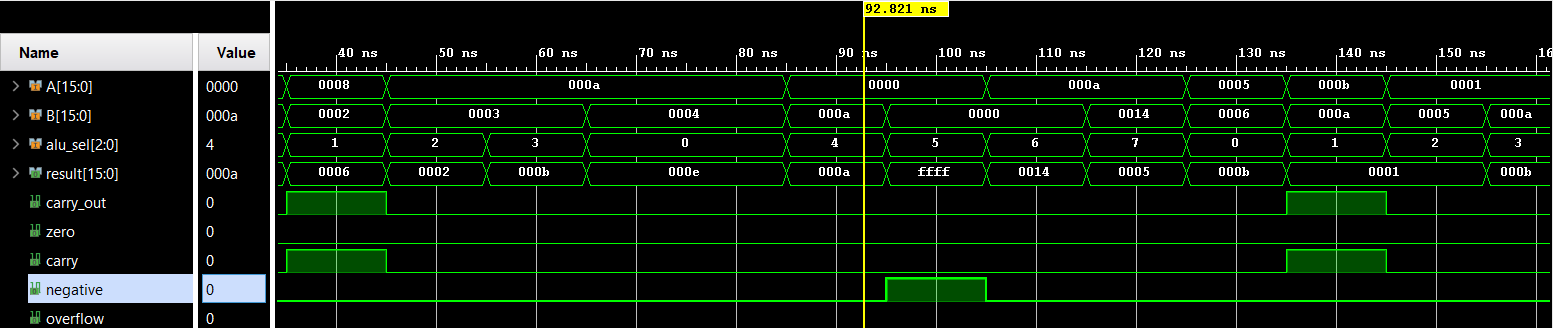 92.821 ns
Name Value
40 ns 50 ns 60 ns 70 ns 80 ns 90 ns 100 ns 110 ns 120 ns 130 ns 140 ns 150 ns
A[15:0] 0000 0008 000a 0000 000a 0005 000b 0001
B[15:0] 000a 0002 0003 0004 000a 0000 0014 0006 000a 0005 000a
alu_sel[2:0] 4 1 2 3 0 4 5 6 7 0 1 2 3
result[15:0] 000a 0006 0002 000b 000e 000a ffff 0014 0005 000b 0001 000b
carry_out 0
zero 0
carry 0
negative 0
overflow 0